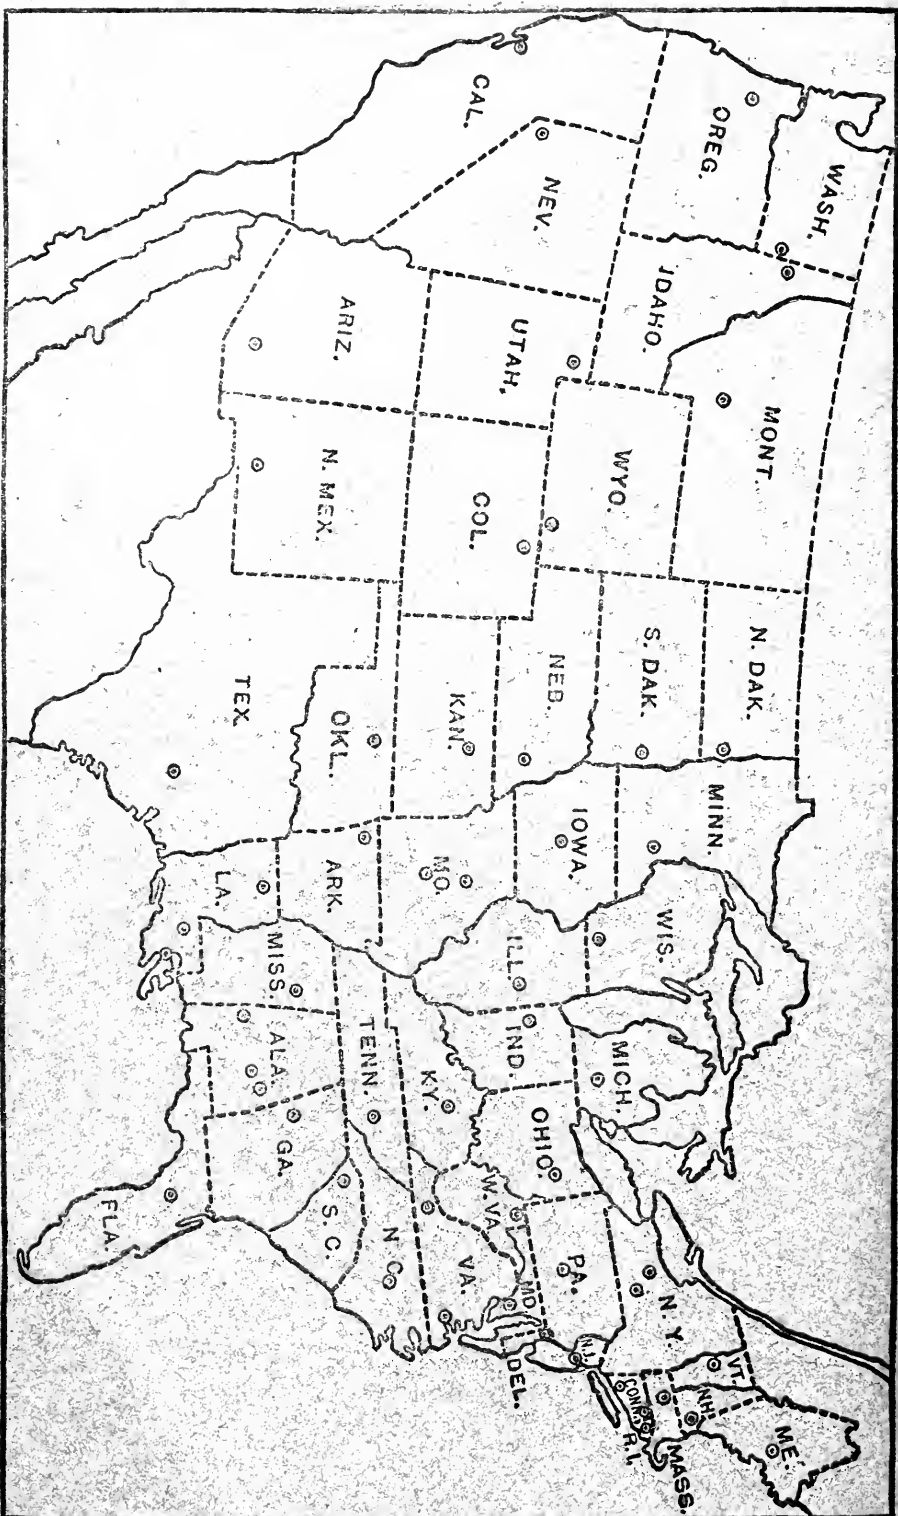 WASH.
OREG.
CAL.
NEV.
IDAHO.
MONT.
WYO.
UTAH.
ARIZ.
COL.
N. MEX.
N. DAK.
S. DAK.
NEB.
KAN.
OKL.
TEX.
MINN.
IOWA.
MO.
ARK.
LA.
WIS.
ILL.
MICH.
IND.
OHIO.
KY.
TENN.
MISS.
ALA.
GA.
FLA.
S. C.
N. C.
VA.
W. VA.
MD.
DEL.
PA.
N. J.
N. Y.
CONN.
R. I.
MASS.
VT.
N.H.
ME.